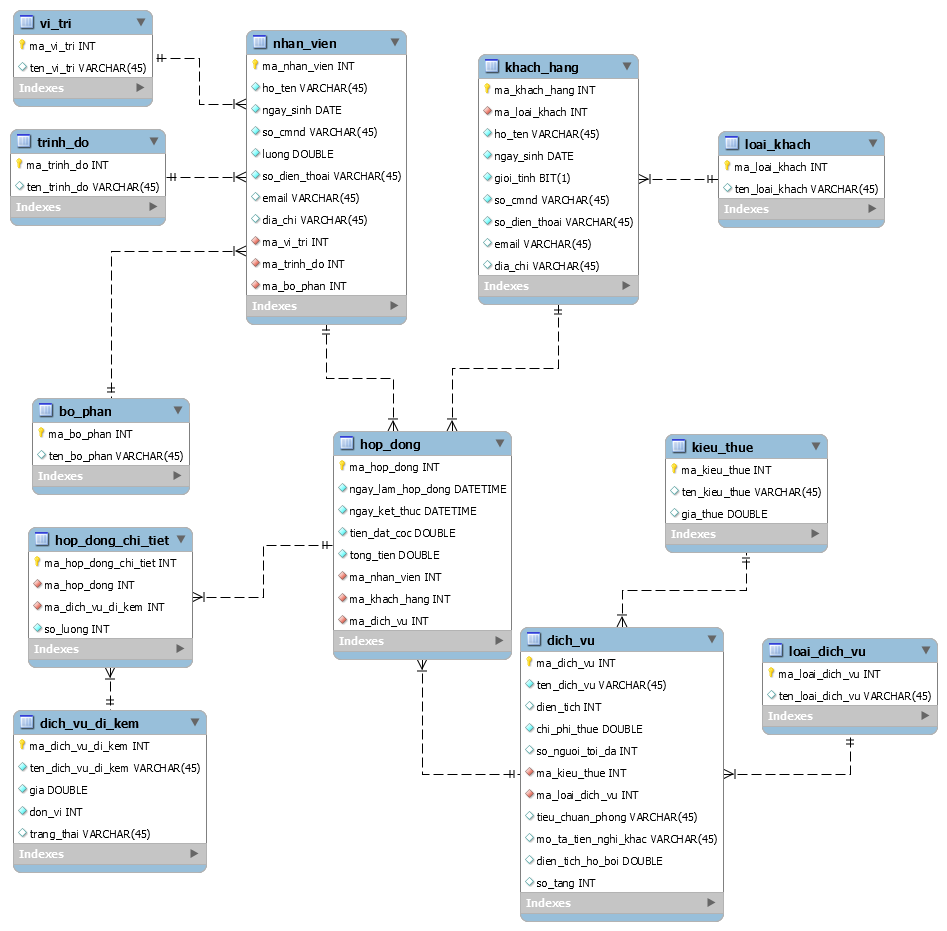 vi_tri
ma_vi_tri INT
ten_vi_tri VARCHAR(45)
Indexes
trinh_do
ma_trinh_do INT
ten_trinh_do VARCHAR(45)
Indexes
nhan_vien
ma_nhan_vien INT
ho_ten VARCHAR(45)
ngay_sinh DATE
so_cmnd VARCHAR(45)
luong DOUBLE
so_dien_thoai VARCHAR(45)
email VARCHAR(45)
dia_chi VARCHAR(45)
ma_vi_tri INT
ma_trinh_do INT
ma_bo_phan INT
Indexes
khach_hang
ma_khach_hang INT
ma_loai_khach INT
ho_ten VARCHAR(45)
ngay_sinh DATE
gioi_tinh BIT(1)
so_cmnd VARCHAR(45)
so_dien_thoai VARCHAR(45)
email VARCHAR(45)
dia_chi VARCHAR(45)
Indexes
loai_khach
ma_loai_khach INT
ten_loai_khach VARCHAR(45)
Indexes
bo_phan
ma_bo_phan INT
ten_bo_phan VARCHAR(45)
Indexes
hop_dong
ma_hop_dong INT
ngay_lam_hop_dong DATETIME
ngay_ket_thuc DATETIME
tien_dat_coc DOUBLE
tong_tien DOUBLE
ma_nhan_vien INT
ma_khach_hang INT
ma_dich_vu INT
Indexes
kieu_thue
ma_kieu_thue INT
ten_kieu_thue VARCHAR(45)
gia_thue DOUBLE
Indexes
hop_dong_chi_tiet
ma_hop_dong_chi_tiet INT
ma_hop_dong INT
ma_dich_vu_di_kem INT
so_luong INT
Indexes
dich_vu
ma_dich_vu INT
ten_dich_vu VARCHAR(45)
dien_tich INT
chi_phi_thue DOUBLE
so_nguoi_toi_da INT
ma_kieu_thue INT
ma_loai_dich_vu INT
tieu_chuan_phong VARCHAR(45)
mo_ta_tien_nghi_khac VARCHAR(45)
dien_tich_ho_boi DOUBLE
so_tang INT
Indexes
loai_dich_vu
ma_loai_dich_vu INT
ten_loai_dich_vu VARCHAR(45)
Indexes
dich_vu_di_kem
ma_dich_vu_di_kem INT
ten_dich_vu_di_kem VARCHAR(45)
gia DOUBLE
don_vi INT
trang_thai VARCHAR(45)
Indexes